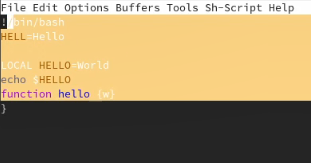 File Edit Options Buffers Tools Sh-Script Help
!/bin/bash
HELL=Hello

LOCAL HELLO=World
echo $HELLO
function hello {w}
}